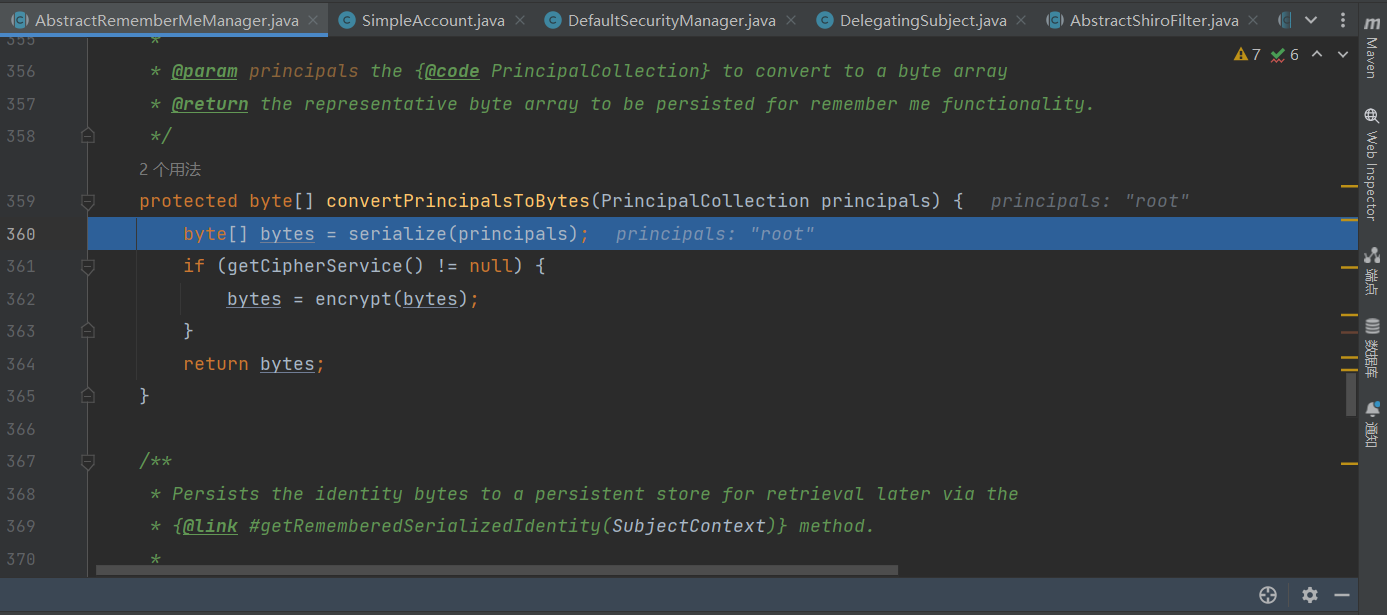 AbstractRememberMeManager.java SimpleAccount.java DefaultSecurityManager.java DelegatingSubject.java AbstractShiroFilter.java
355 *
7 6
356 * @param principals the {@code PrincipalCollection} to convert to a byte array
357 * @return the representative byte array to be persisted for remember me functionality.
358 */
2 个用法
359 protected byte[] convertPrincipalsToBytes(PrincipalCollection principals) { principals: "root"
360 byte[] bytes = serialize(principals); principals: "root"
361 if (getCipherService() != null) {
362 bytes = encrypt(bytes);
363 }
364 return bytes;
365 }
366
367 /**
368 * Persists the identity bytes to a persistent store for retrieval later via the
369 * {@link #getRememberedSerializedIdentity(SubjectContext)} method.
370 *
m Maven
Web Inspector
端点
数据库
通知